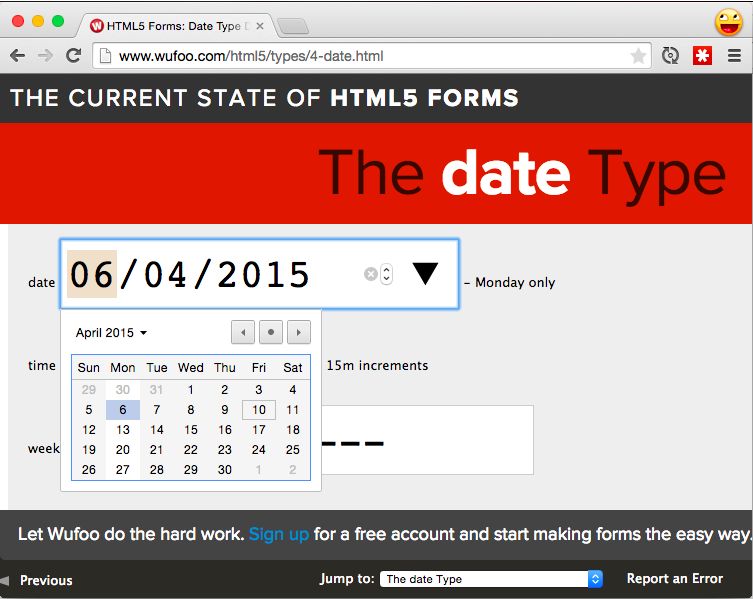 HTML5 Forms: Date Type
www.wufoo.com/html5/types/4-date.html
THE CURRENT STATE OF HTML5 FORMS
The date Type
date 06/04/2015 – Monday only
April 2015
Sun Mon Tue Wed Thu Fri Sat
29 30 31 1 2 3 4
5 6 7 8 9 10 11
12 13 14 15 16 17 18
19 20 21 22 23 24 25
26 27 28 29 30 1 2
time 15m increments
week ---
Let Wufoo do the hard work. Sign up for a free account and start making forms the easy way.
Previous Jump to: The date Type Report an Error